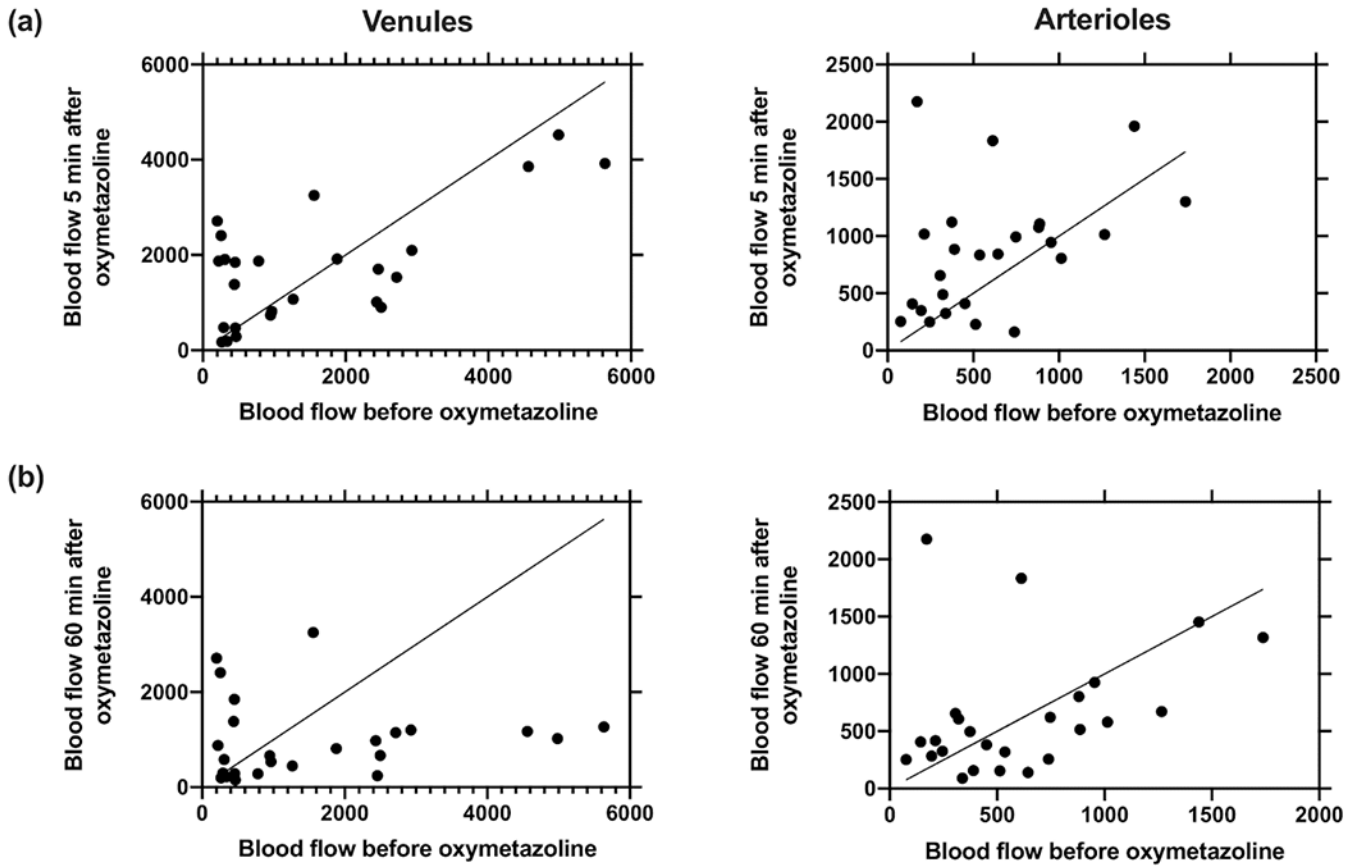 (a)
Venules
Blood flow 5 min after
oxymetazoline
6000
4000
2000
0
0 2000 4000 6000
Blood flow before oxymetazoline
Arterioles
Blood flow 5 min after
oxymetazoline
2500
2000
1500
1000
500
0
0 500 1000 1500 2000 2500
Blood flow before oxymetazoline
(b)
Blood flow 60 min after
oxymetazoline
6000
4000
2000
0
0 2000 4000 6000
Blood flow before oxymetazoline
Blood flow 60 min after
oxymetazoline
2500
2000
1500
1000
500
0
0 500 1000 1500 2000
Blood flow before oxymetazoline